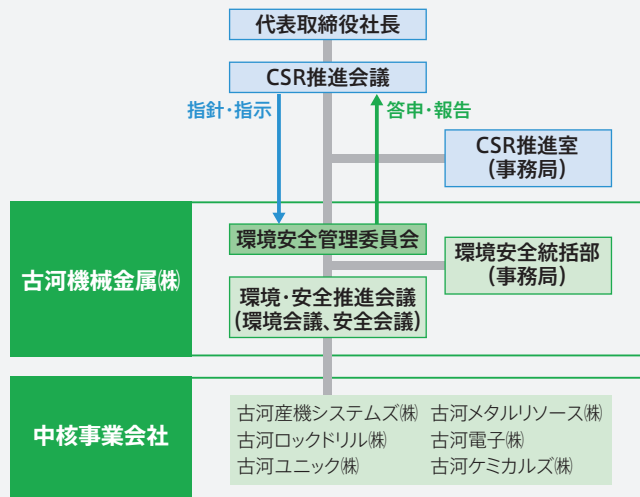 代表取締役社長
CSR推進会議
指針・指示
答申・報告
CSR推進室
(事務局)
古河機械金属㈱
環境安全管理委員会
環境安全統括部
(事務局)
環境・安全推進会議
(環境会議、安全会議)
中核事業会社
古河産機システムズ㈱
古河メタルリソース㈱
古河ロックドリル㈱
古河電子㈱
古河ユニック㈱
古河ケミカルズ㈱